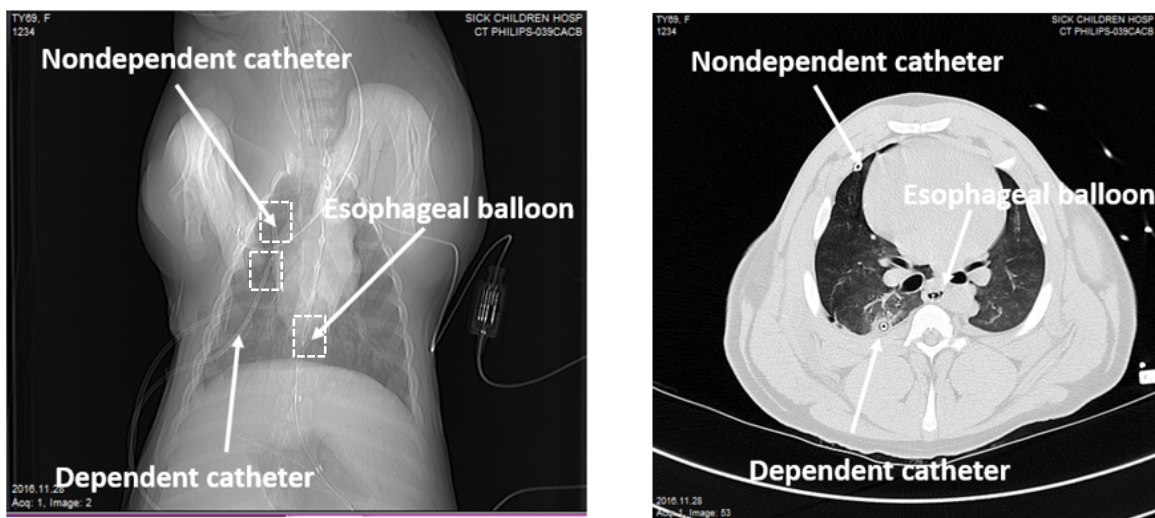 TY69, F
1234
SICK CHILDREN HOSP
CT PHILIPS-039CACB
Nondependent catheter
Esophageal balloon
Dependent catheter
2016.11.28
Acq: 1, Image: 2
TY69, F
1234
SICK CHILDREN HOSP
CT PHILIPS-039CACB
Nondependent catheter
Esophageal balloon
Dependent catheter
2016.11.28
Acq: 1, Image: 53